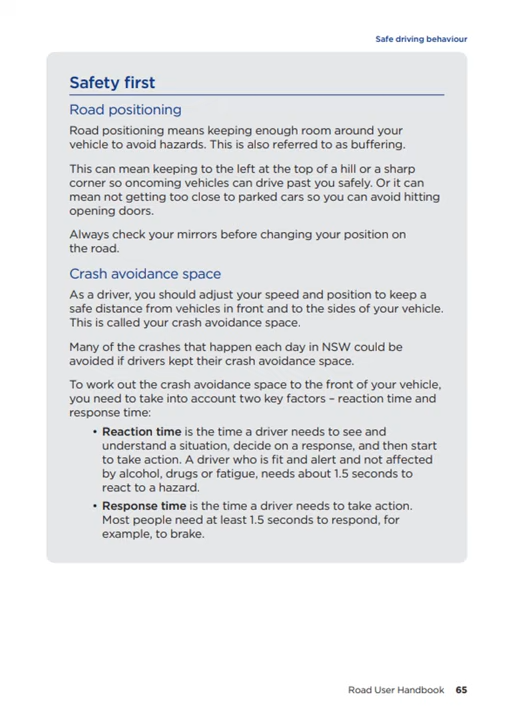 Safe driving behaviour
Safety first
Road positioning
Road positioning means keeping enough room around your
vehicle to avoid hazards. This is also referred to as buffering.
This can mean keeping to the left at the top of a hill or a sharp
corner so oncoming vehicles can drive past you safely. Or it can
mean not getting too close to parked cars so you can avoid hitting
opening doors.
Always check your mirrors before changing your position on
the road.
Crash avoidance space
As a driver, you should adjust your speed and position to keep a
safe distance from vehicles in front and to the sides of your vehicle.
This is called your crash avoidance space.
Many of the crashes that happen each day in NSW could be
avoided if drivers kept their crash avoidance space.
To work out the crash avoidance space to the front of your vehicle,
you need to take into account two key factors – reaction time and
response time:
• Reaction time is the time a driver needs to see and
understand a situation, decide on a response, and then start
to take action. A driver who is fit and alert and not affected
by alcohol, drugs or fatigue, needs about 1.5 seconds to
react to a hazard.
• Response time is the time a driver needs to take action.
Most people need at least 1.5 seconds to respond, for
example, to brake.
Road User Handbook 65